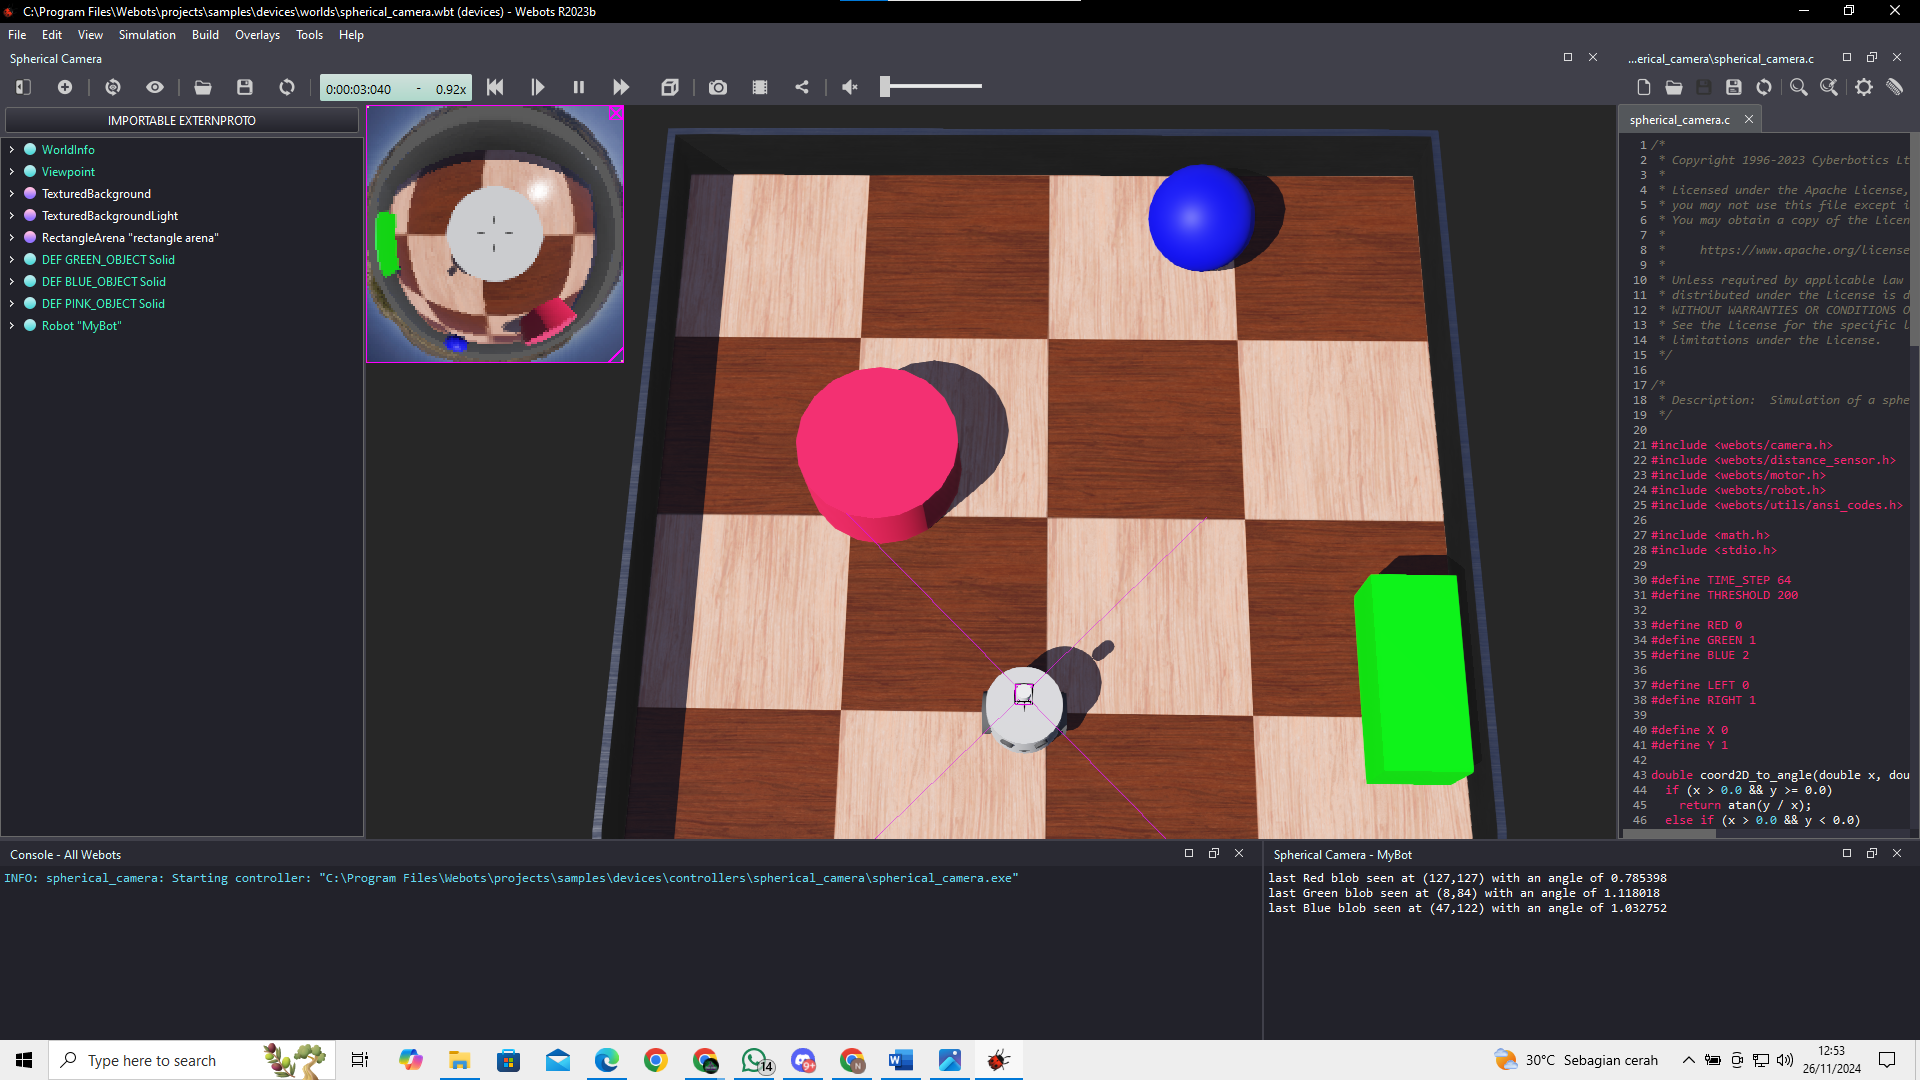 C:\Program Files\Webots\projects\samples\devices\worlds\spherical_camera.wbt (devices) - Webots R2023b
File Edit View Simulation Build Overlays Tools Help
Spherical Camera
0:00:03:040 - 0.92x
IMPORTABLE EXTERNPROTO
WorldInfo
Viewpoint
TexturedBackground
TexturedBackgroundLight
RectangleArena "rectangle arena"
DEF GREEN_OBJECT Solid
DEF BLUE_OBJECT Solid
DEF PINK_OBJECT Solid
Robot "MyBot"
...erical_camera\spherical_camera.c
spherical_camera.c
1 /*
2 * Copyright 1996-2023 Cyberbotics Lt
3 *
4 * Licensed under the Apache License,
5 * you may not use this file except i
6 * You may obtain a copy of the Licen
7 *
8 * https://www.apache.org/license
9 *
10 * Unless required by applicable law
11 * distributed under the License is d
12 * WITHOUT WARRANTIES OR CONDITIONS O
13 * See the License for the specific l
14 * limitations under the License.
15 */
16
17 /*
18 * Description: Simulation of a sphe
19 */
20
21 #include <webots/camera.h>
22 #include <webots/distance_sensor.h>
23 #include <webots/motor.h>
24 #include <webots/robot.h>
25 #include <webots/utils/ansi_codes.h>
26
27 #include <math.h>
28 #include <stdio.h>
29
30 #define TIME_STEP 64
31 #define THRESHOLD 200
32
33 #define RED 0
34 #define GREEN 1
35 #define BLUE 2
36
37 #define LEFT 0
38 #define RIGHT 1
39
40 #define X 0
41 #define Y 1
42
43 double coord2D_to_angle(double x, dou
44 if (x > 0.0 && y >= 0.0)
45 return atan(y / x);
46 else if (x > 0.0 && y < 0.0)
Console - All Webots
INFO: spherical_camera: Starting controller: "C:\Program Files\Webots\projects\samples\devices\controllers\spherical_camera\spherical_camera.exe"
Spherical Camera - MyBot
last Red blob seen at (127,127) with an angle of 0.785398
last Green blob seen at (8,84) with an angle of 1.118018
last Blue blob seen at (47,122) with an angle of 1.032752
Type here to search
14
9+
30°C Sebagian cerah
12:53
26/11/2024